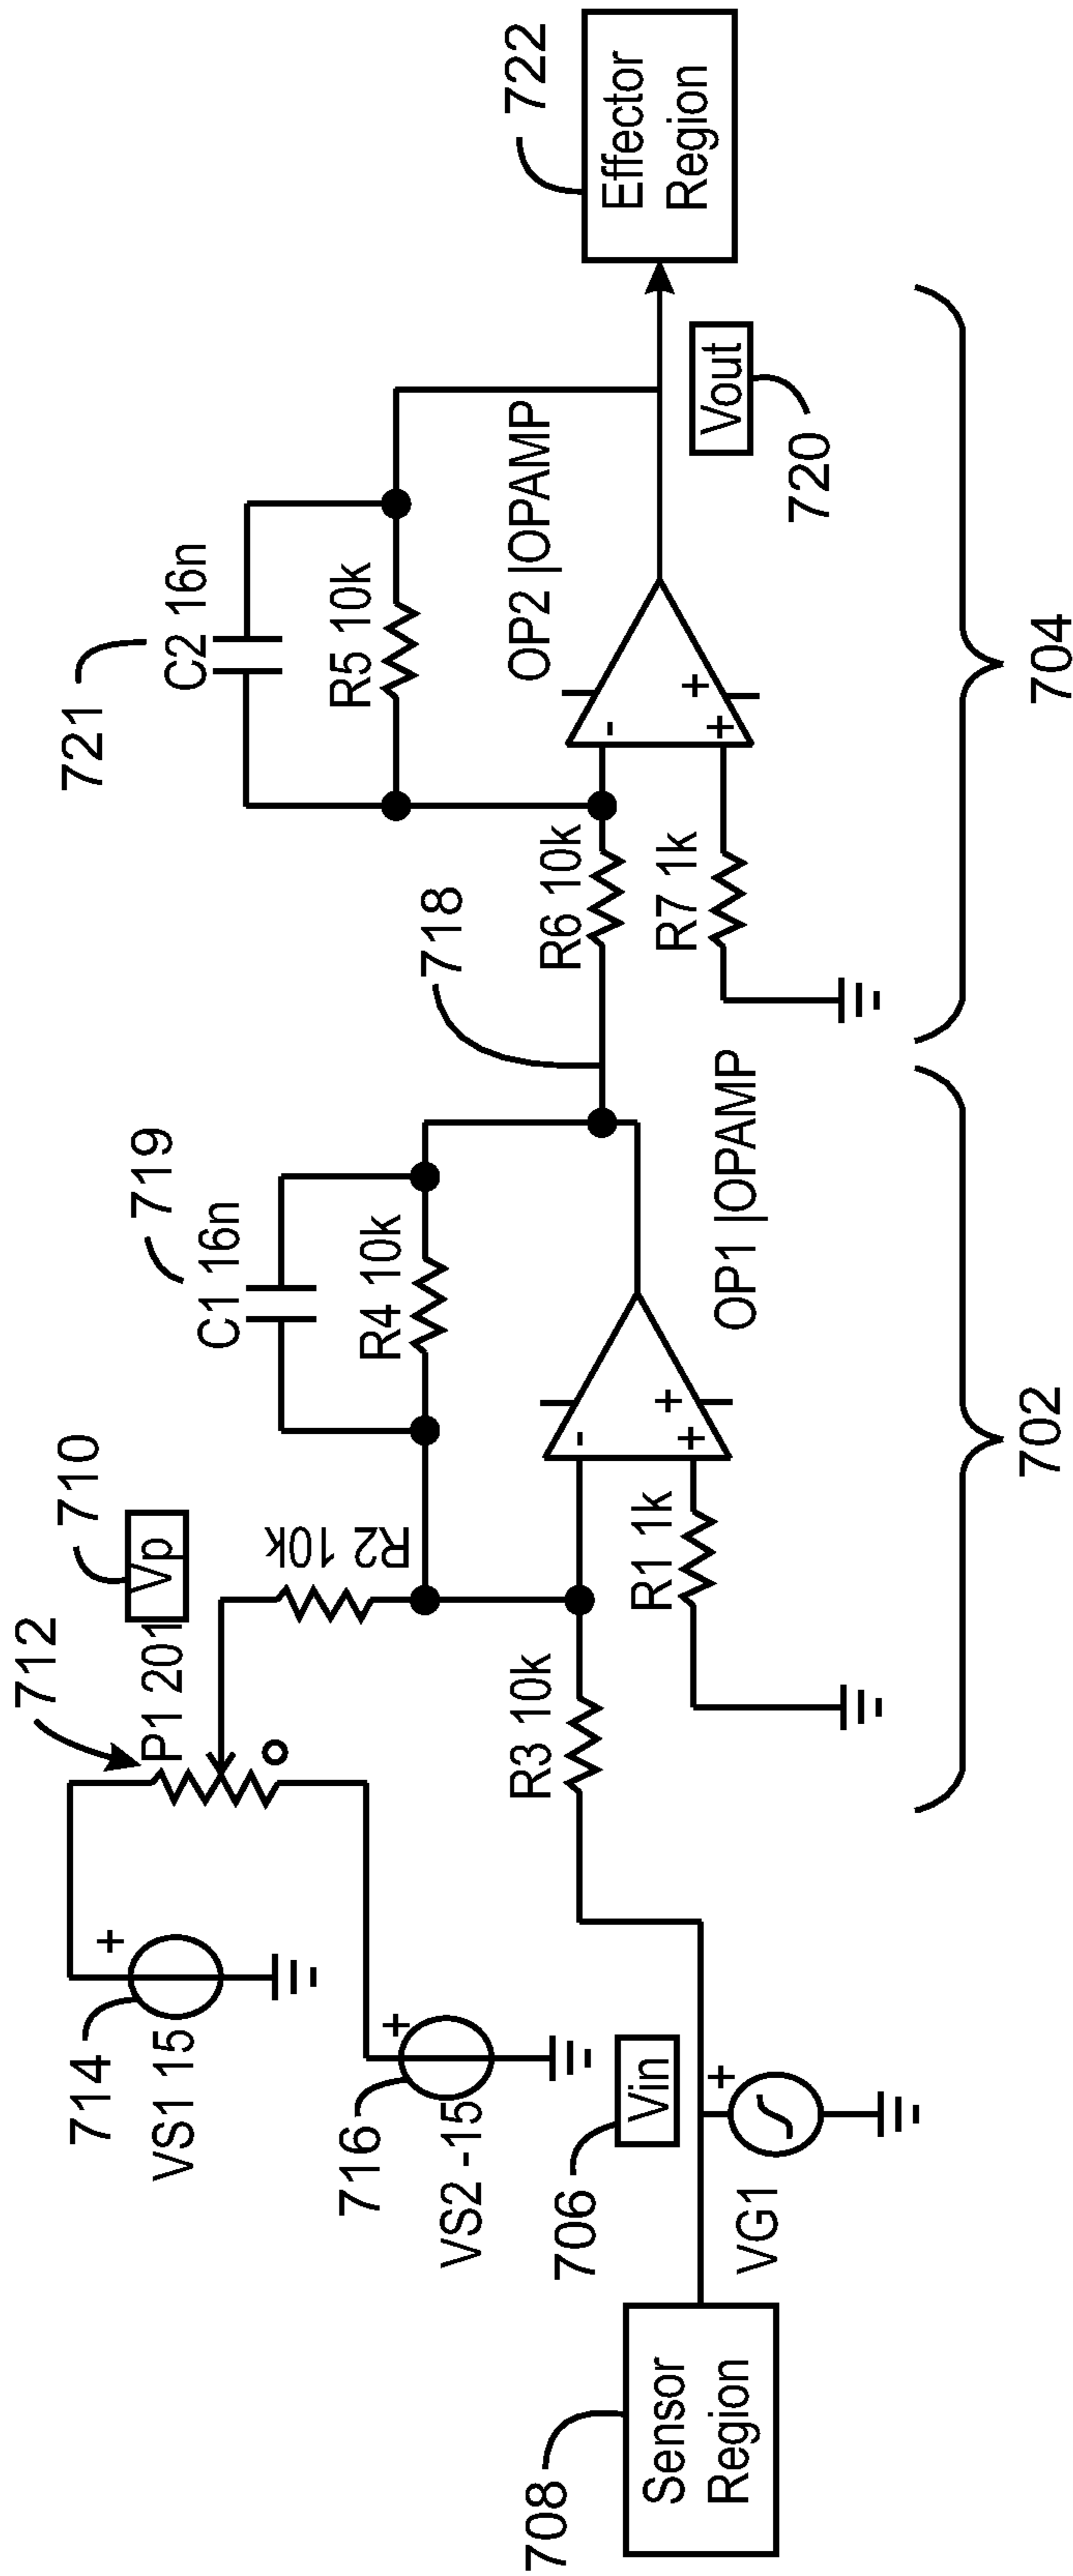 708
Sensor
Region
706
Vin
VG1
+
714
VS1 15
+
716
VS2 -15
+
712
P1 201
710
Vp
R2 10k
R3 10k
R1 1k
719
C1 16n
R4 10k
-
+
+
OP1 |OPAMP
702
718
R6 10k
R7 1k
721
C2 16n
R5 10k
-
+
+
OP2 |OPAMP
Vout
720
704
722
Effector
Region